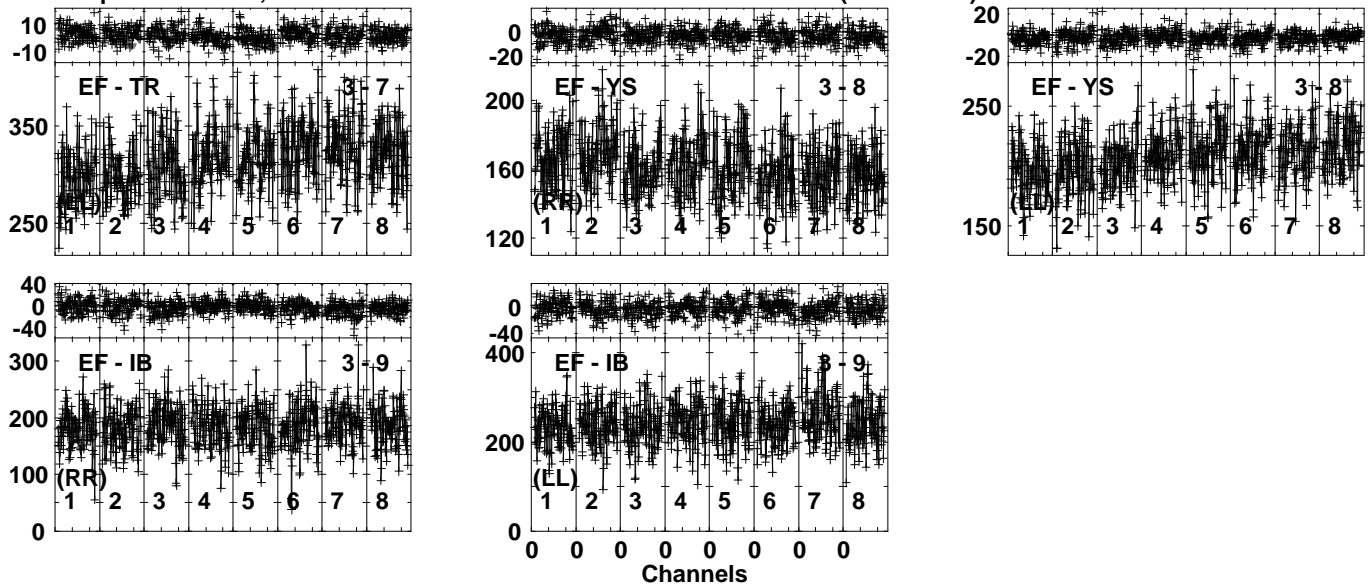 10
-10
EF - TR 3 - 7
350
250
(LL)
1 2 3 4 5 6 7 8
0
-20
EF - YS 3 - 8
200
160
120
(RR)
1 2 3 4 5 6 7 8
20
-20
EF - YS 3 - 8
250
150
(LL)
1 2 3 4 5 6 7 8
40
0
-40
EF - IB 3 - 9
300
200
100
0
(RR)
1 2 3 4 5 6 7 8
0
-40
EF - IB 3 - 9
400
200
0
(LL)
1 2 3 4 5 6 7 8
0 0 0 0 0 0 0 0
Channels